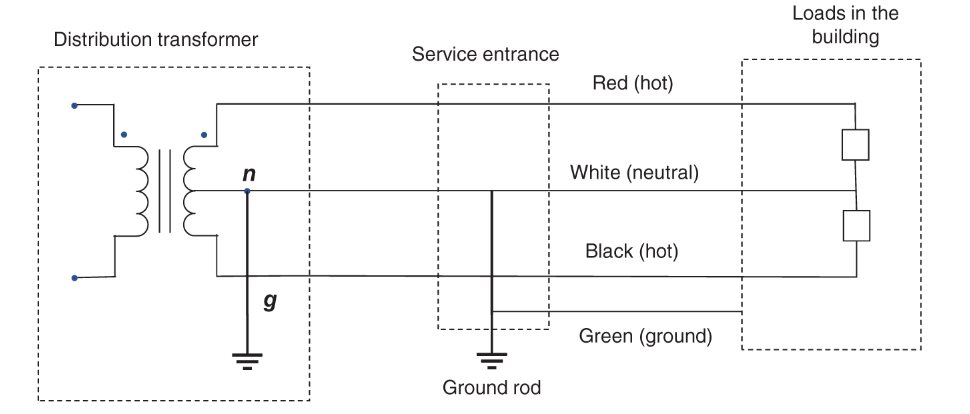 Loads in the
building
Distribution transformer
Service entrance
Red (hot)
n
White (neutral)
Black (hot)
g
Green (ground)
Ground rod